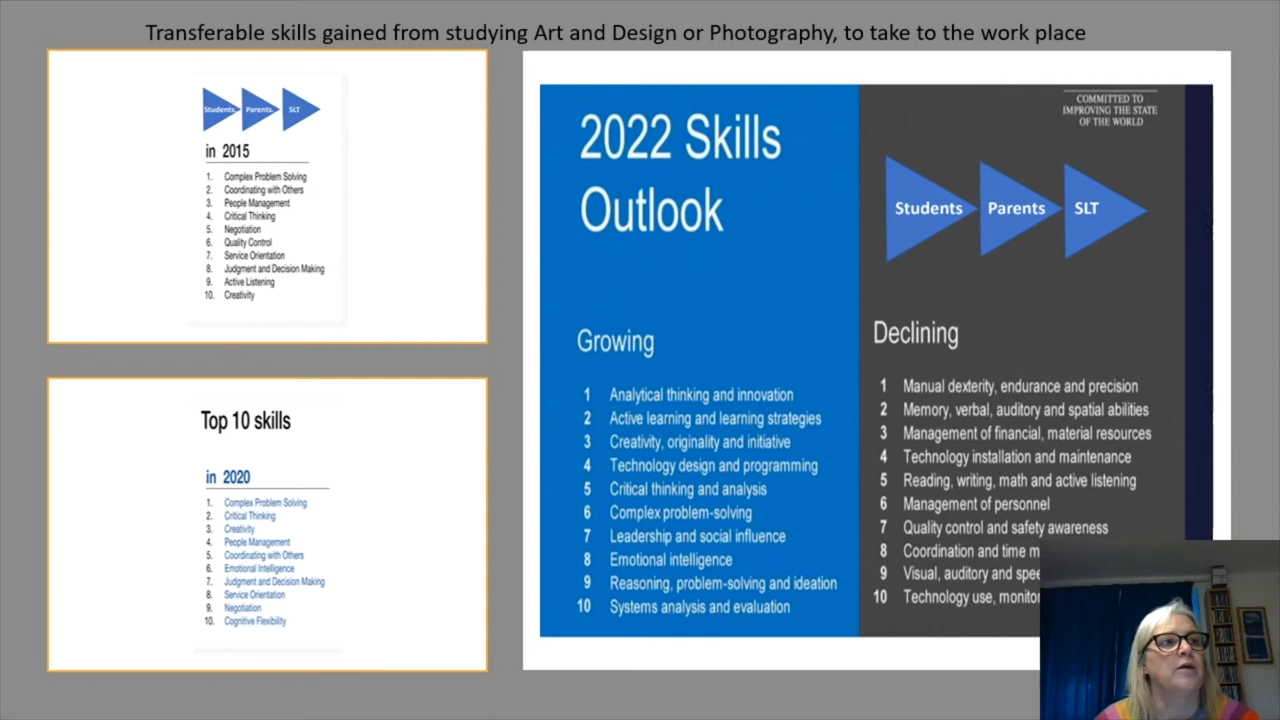 Transferable skills gained from studying Art and Design or Photography, to take to the work place
Students.
Parents.
SLT
in 2015
1. Complex Problem Solving
2. Coordinating with Others
3. People Management
4. Critical Thinking
5. Negotiation
6. Quality Control
7. Service Orientation
8. Judgment and Decision Making
9. Active Listening
10. Creativity
Top 10 skills
in 2020
1. Complex Problem Solving
2. Critical Thinking
3. Creativity
4. People Management
5. Coordinating with Others
6. Emotional Intelligence
7. Judgment and Decision Making
8. Service Orientation
9. Negotiation
10. Cognitive Flexibility
2022 Skills
Outlook
Growing
1 Analytical thinking and innovation
2 Active learning and learning strategies
3 Creativity, originality and initiative
4 Technology design and programming
5 Critical thinking and analysis
6 Complex problem-solving
7 Leadership and social influence
8 Emotional intelligence
9 Reasoning, problem-solving and ideation
10 Systems analysis and evaluation
COMMITTED TO
IMPROVING THE STATE
OF THE WORLD
Students
Parents
SLT
Declining
1 Manual dexterity, endurance and precision
2 Memory, verbal, auditory and spatial abilities
3 Management of financial, material resources
4 Technology installation and maintenance
5 Reading, writing, math and active listening
6 Management of personnel
7 Quality control and safety awareness
8 Coordination and time
9 Visual, auditory and
10 Technology use,